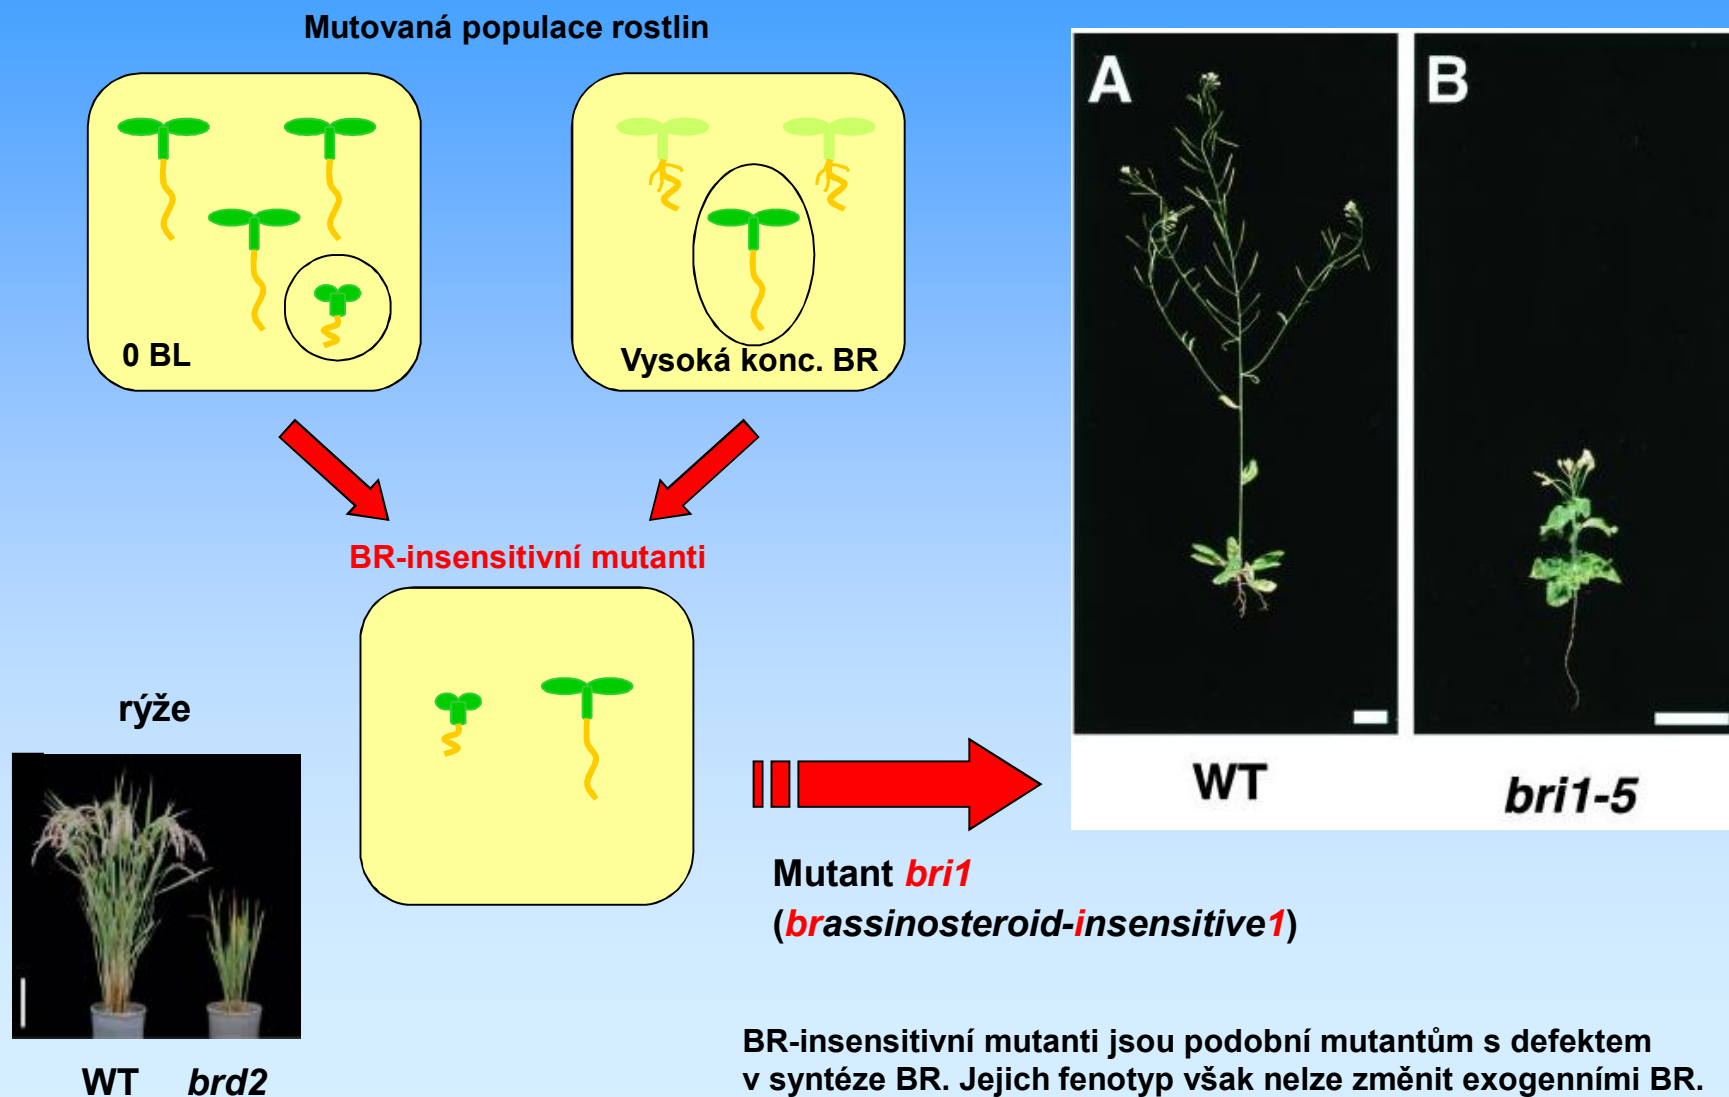 Mutovaná populace rostlin
0 BL
Vysoká konc. BR
BR-insensitivní mutanti
A
B
WT
bri1-5
rýže
WT
brd2
Mutant bri1
(brassinosteroid-insensitive1)
BR-insensitivní mutanti jsou podobní mutantům s defektem
v syntéze BR. Jejich fenotyp však nelze změnit exogenními BR.